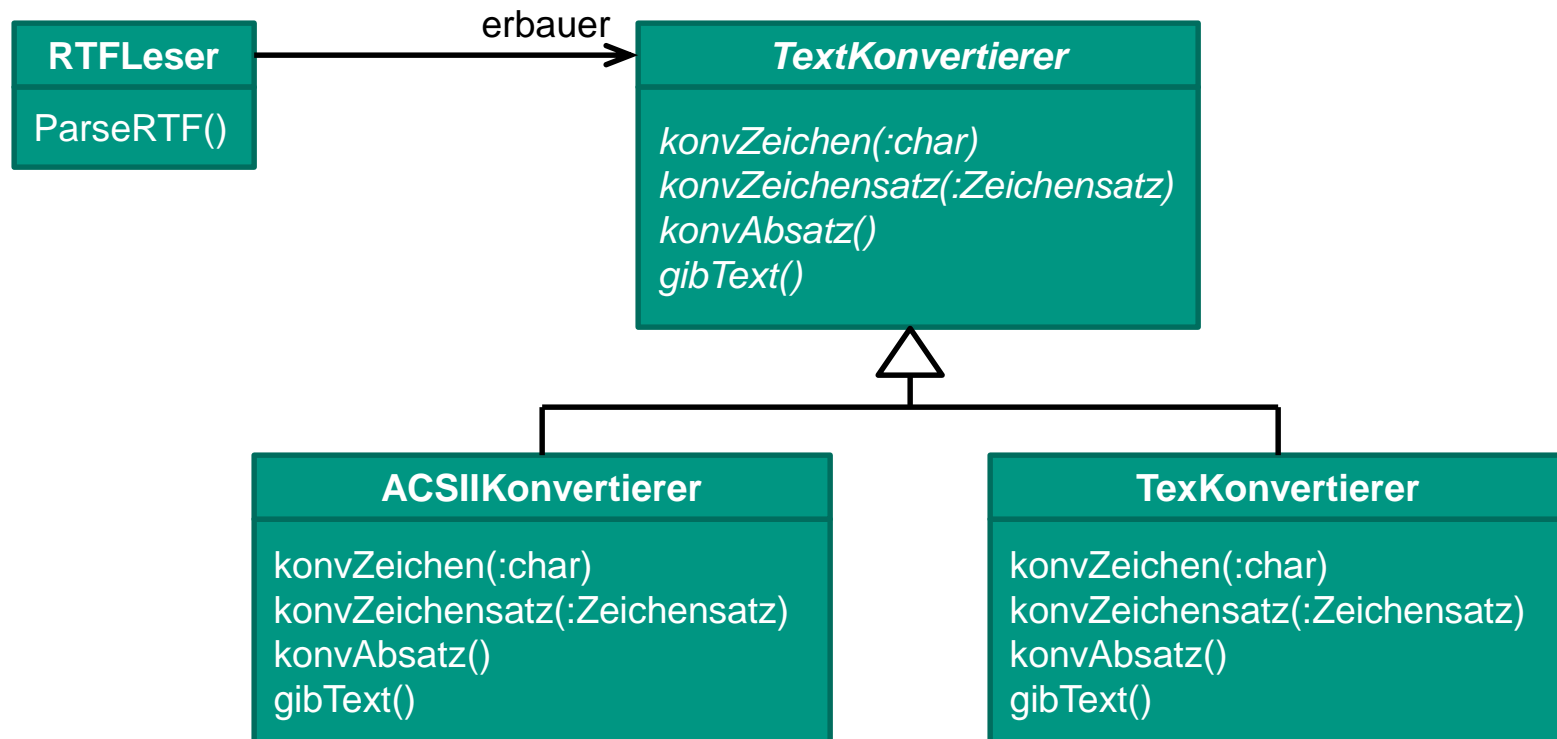 erbauer
RTFLeser
ParseRTF()
TextKonvertierer
konvZeichen(:char)
konvZeichensatz(:Zeichensatz)
konvAbsatz()
gibText()
ACSIIKonvertierer
konvZeichen(:char)
konvZeichensatz(:Zeichensatz)
konvAbsatz()
gibText()
TexKonvertierer
konvZeichen(:char)
konvZeichensatz(:Zeichensatz)
konvAbsatz()
gibText()